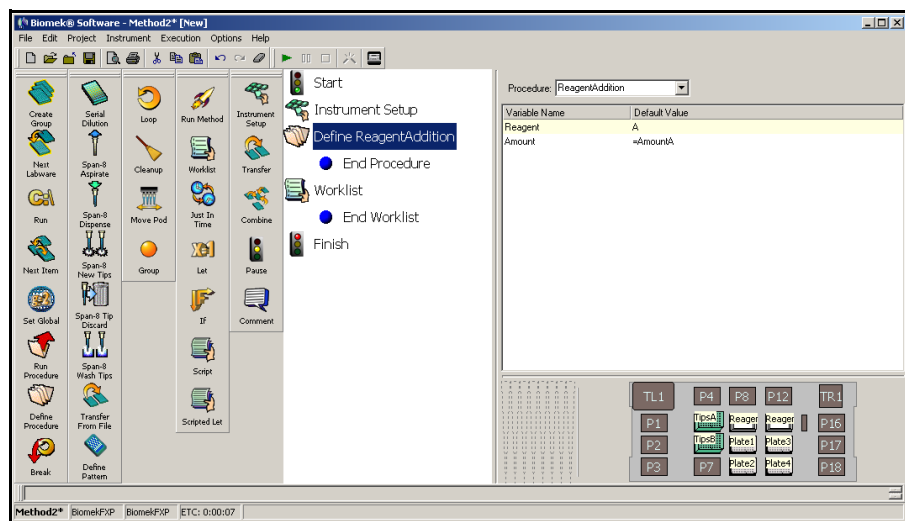 Biomek® Software - Method2* [New]
File Edit Project Instrument Execution Options Help
Create Group
Serial Dilution
Loop
Run Method
Instrument Setup
Next Labware
Span-8 Aspirate
Cleanup
Worklist
Transfer
Run
Span-8 Dispense
Move Pod
Just In Time
Combine
Next Item
Span-8 New Tips
Group
Let
Pause
Set Global
Span-8 Tip Discard
If
Comment
Run Procedure
Span-8 Wash Tips
Script
Define Procedure
Transfer From File
Scripted Let
Break
Define Pattern
Start
Instrument Setup
Define ReagentAddition
End Procedure
Worklist
End Worklist
Finish
Procedure: ReagentAddition
Variable Name Default Value
Reagent A
Amount =AmountA
TL1 P4 P8 P12 TR1
P1 TipsA Reager Reager P16
P2 TipsB Plate1 Plate3 P17
P3 P7 Plate2 Plate4 P18
Method2* BiomekFXP BiomekFXP ETC: 0:00:07